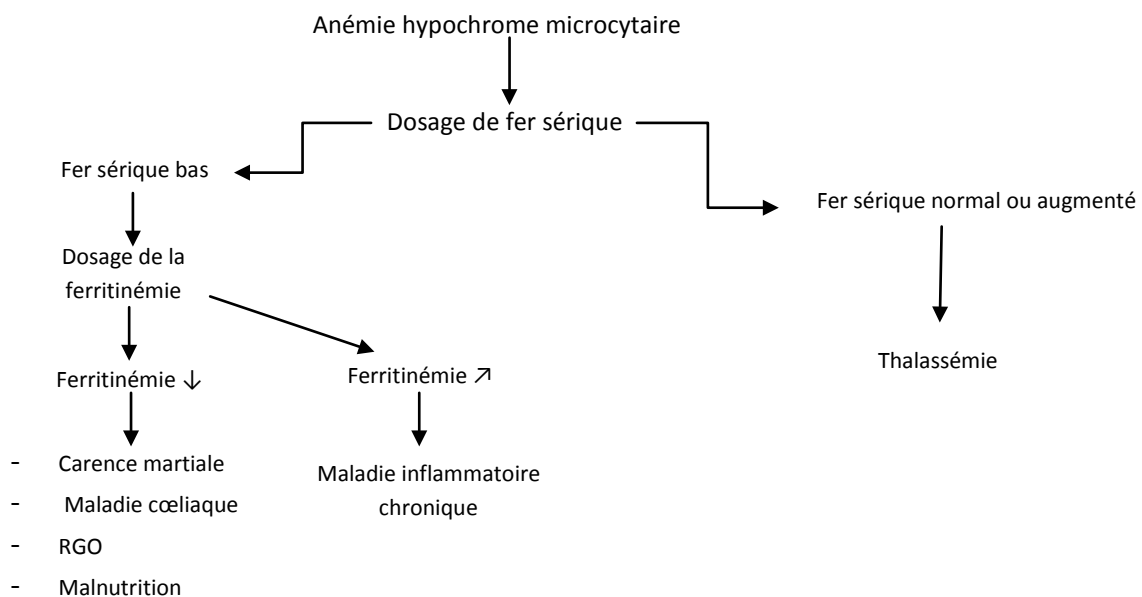 Anémie hypochrome microcytaire
Dosage de fer sérique
Fer sérique bas
Fer sérique normal ou augmenté
Dosage de la
ferritinémie
Ferritinémie ↓
Ferritinémie ↗
Thalassémie
- Carence martiale
- Maladie cœliaque
- RGO
- Malnutrition
Maladie inflammatoire
chronique